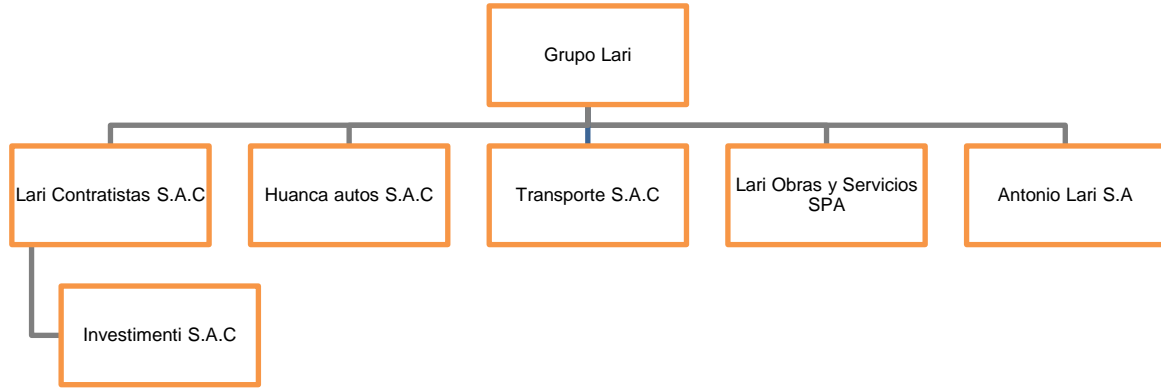 Grupo Lari
Lari Contratistas S.A.C
Huanca autos S.A.C
Transporte S.A.C
Lari Obras y Servicios
SPA
Antonio Lari S.A
Investimenti S.A.C